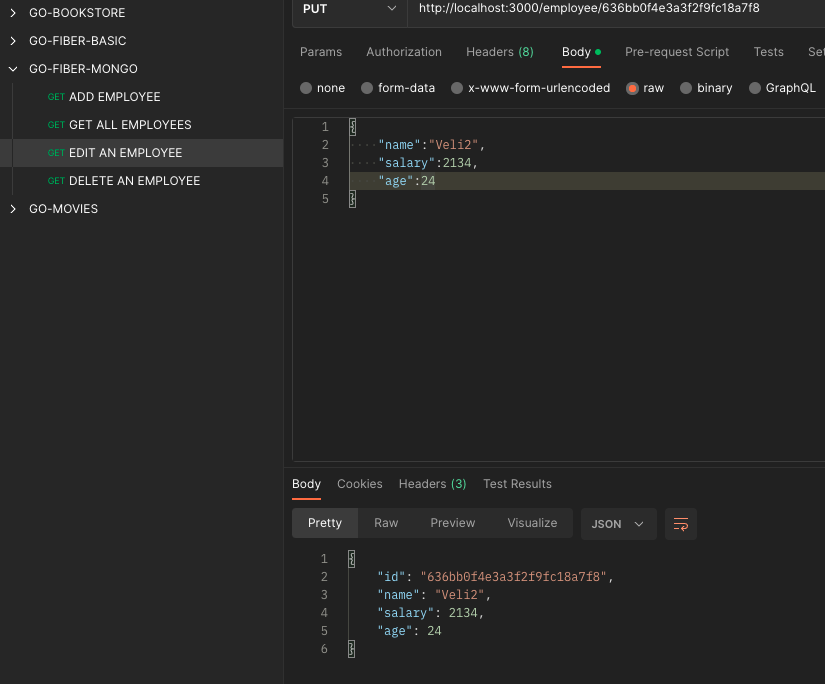 GO-BOOKSTORE
GO-FIBER-BASIC
GO-FIBER-MONGO
GET ADD EMPLOYEE
GET GET ALL EMPLOYEES
GET EDIT AN EMPLOYEE
GET DELETE AN EMPLOYEE
GO-MOVIES
PUT http://localhost:3000/employee/636bb0f4e3a3f2f9fc18a7f8
Params Authorization Headers (8) Body Pre-request Script Tests Set
none form-data x-www-form-urlencoded raw binary GraphQL
1 {
2 "name":"Veli2",
3 "salary":2134,
4 "age":24
5 }
Body Cookies Headers (3) Test Results
Pretty Raw Preview Visualize JSON
1 {
2 "id": "636bb0f4e3a3f2f9fc18a7f8",
3 "name": "Veli2",
4 "salary": 2134,
5 "age": 24
6 }